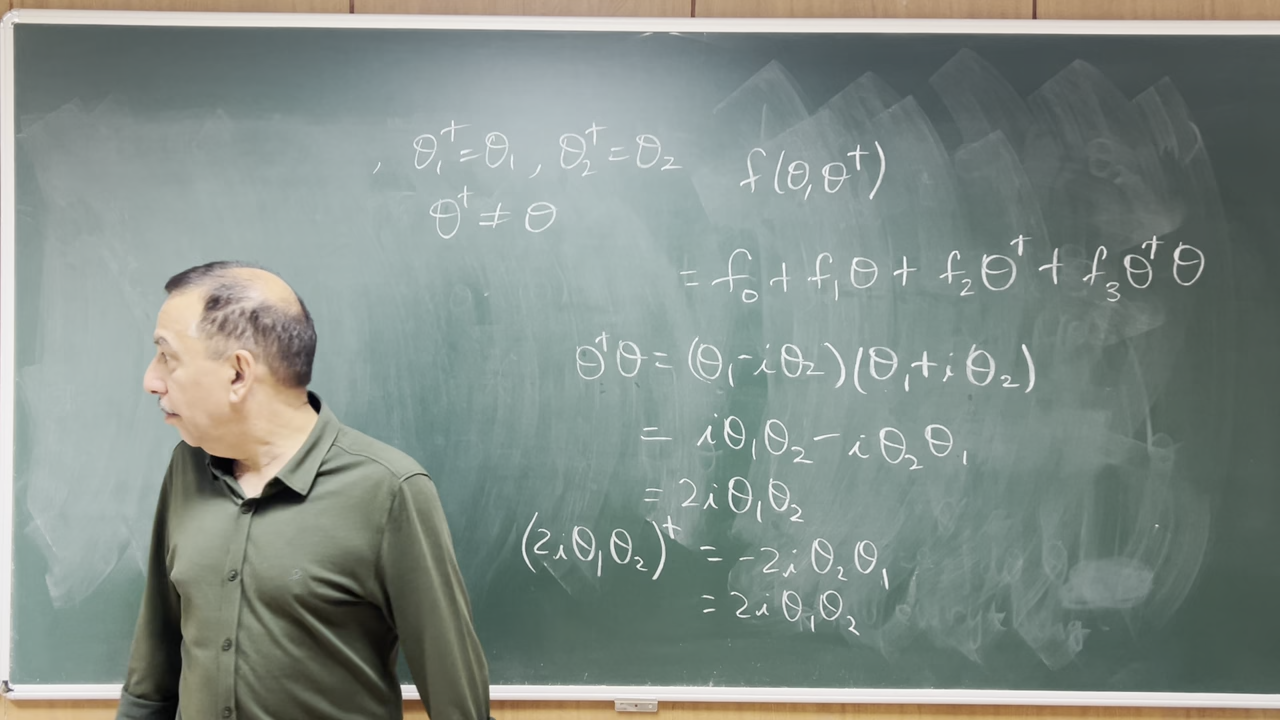 , θ₁† = θ₁ , θ₂† = θ₂
θ† ≠ θ
f(θ, θ†)
= f₀ + f₁θ + f₂θ† + f₃θ†θ
θ†θ = (θ₁ - iθ₂)(θ₁ + iθ₂)
= iθ₁θ₂ - iθ₂θ₁
= 2iθ₁θ₂
(2iθ₁θ₂)† = -2iθ₂θ₁
= 2iθ₁θ₂